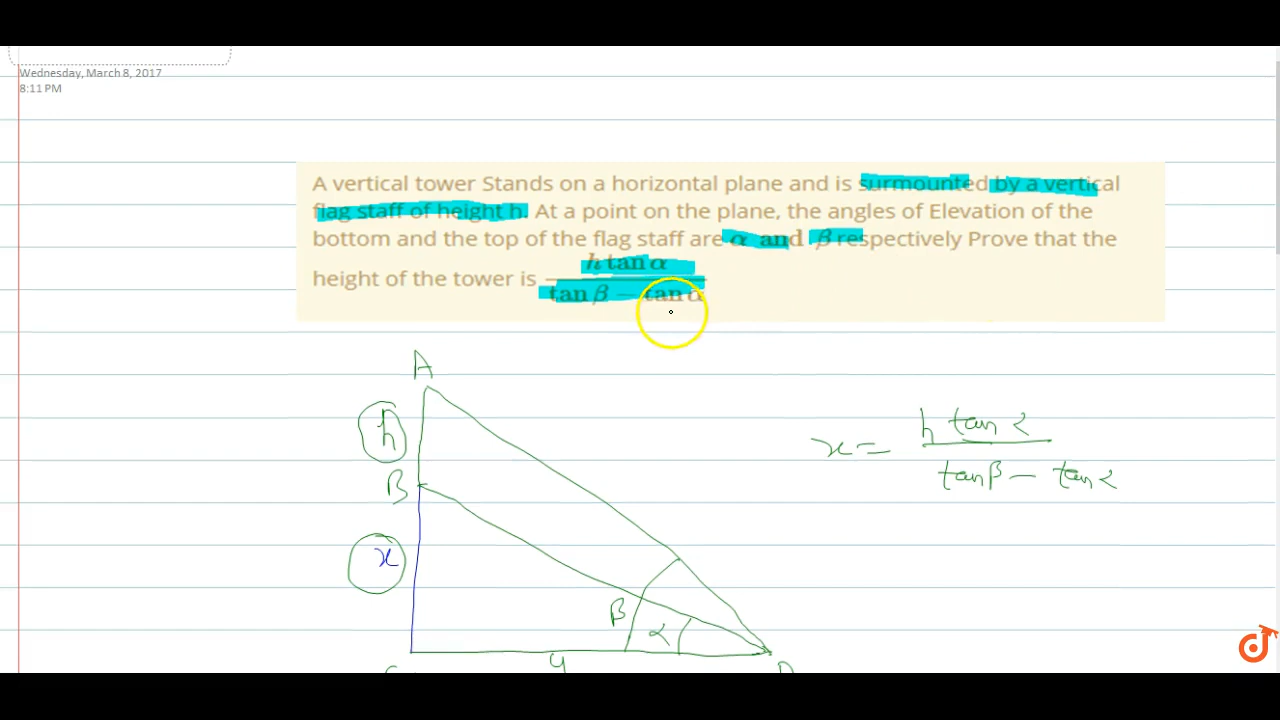 Wednesday, March 8, 2017
8:11 PM
A vertical tower Stands on a horizontal plane and is surmounted by a vertical
flag staff of height h. At a point on the plane, the angles of Elevation of the
bottom and the top of the flag staff are α and β respectively Prove that the
height of the tower is h tan α / tan β − tan α
A
h
B
x
β
α
y
x = h tan α / tan β − tan α